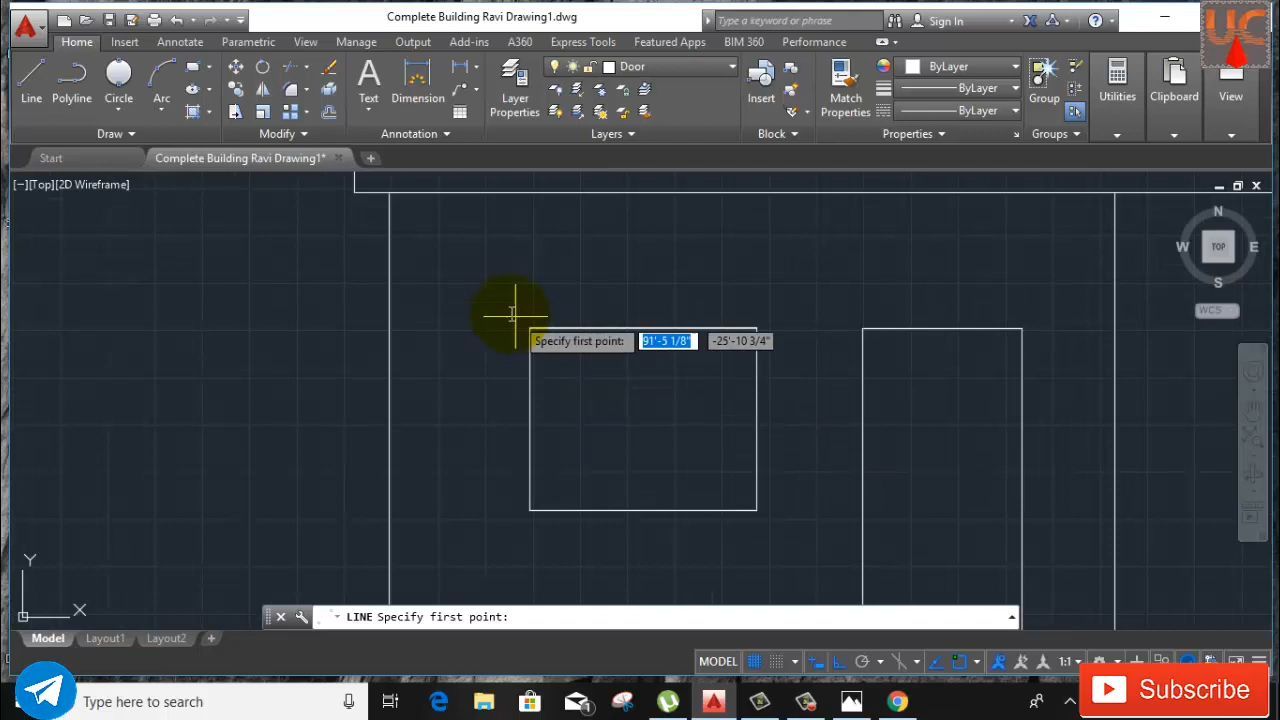 Complete Building Ravi Drawing1.dwg
Type a keyword or phrase
Sign In
Home Insert Annotate Parametric View Manage Output Add-ins A360 Express Tools Featured Apps BIM 360 Performance
Door
ByLayer
ByLayer
ByLayer
Line Polyline Circle Arc Text Dimension Layer Properties Insert Match Properties Group Utilities Clipboard View
Draw Modify Annotation Layers Block Properties Groups
Start Complete Building Ravi Drawing1* +
[−][Top][2D Wireframe]
N
W TOP E
S
WCS
Specify first point: 91'-5 1/8" -25'-10 3/4"
Y
X
LINE Specify first point:
Model Layout1 Layout2 +
MODEL 1:1
Type here to search
1
Subscribe
UC